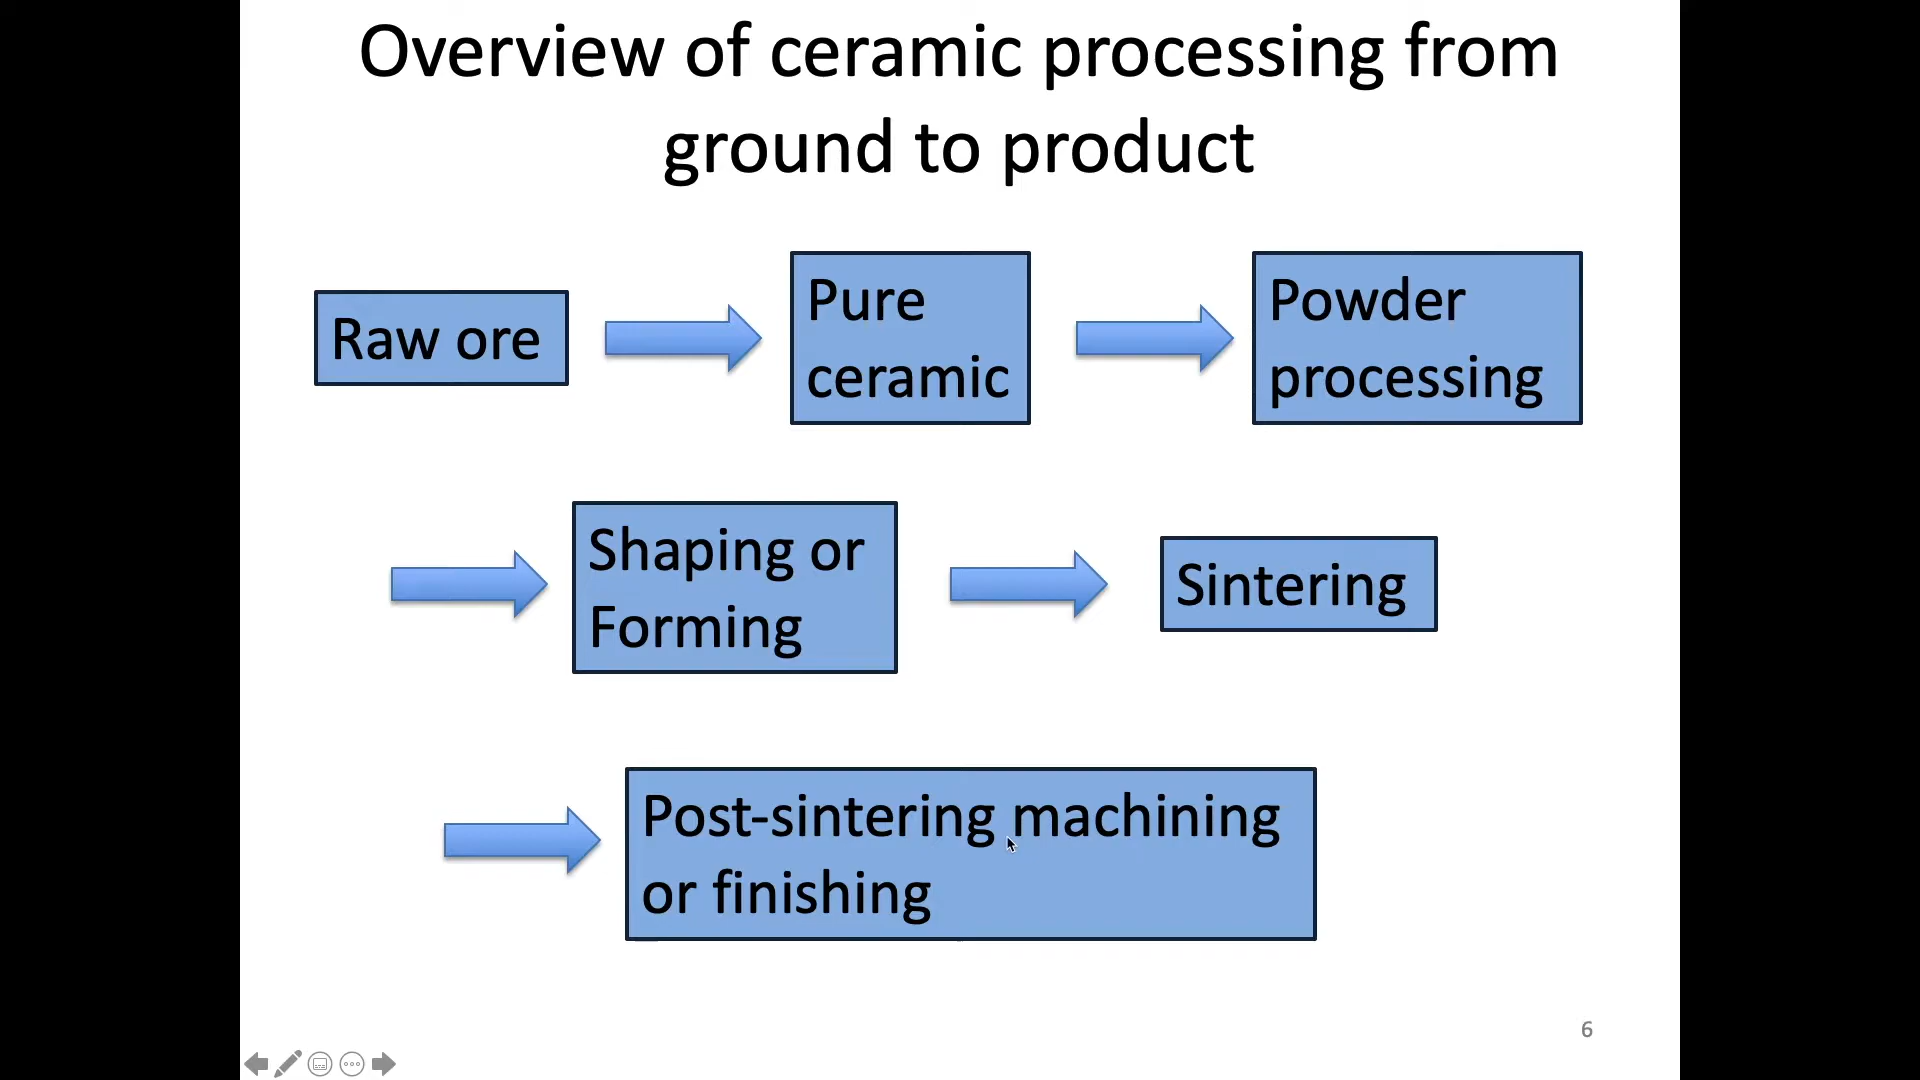 Overview of ceramic processing from
ground to product
Raw ore
Pure
ceramic
Powder
processing
Shaping or
Forming
Sintering
Post-sintering machining
or finishing
6